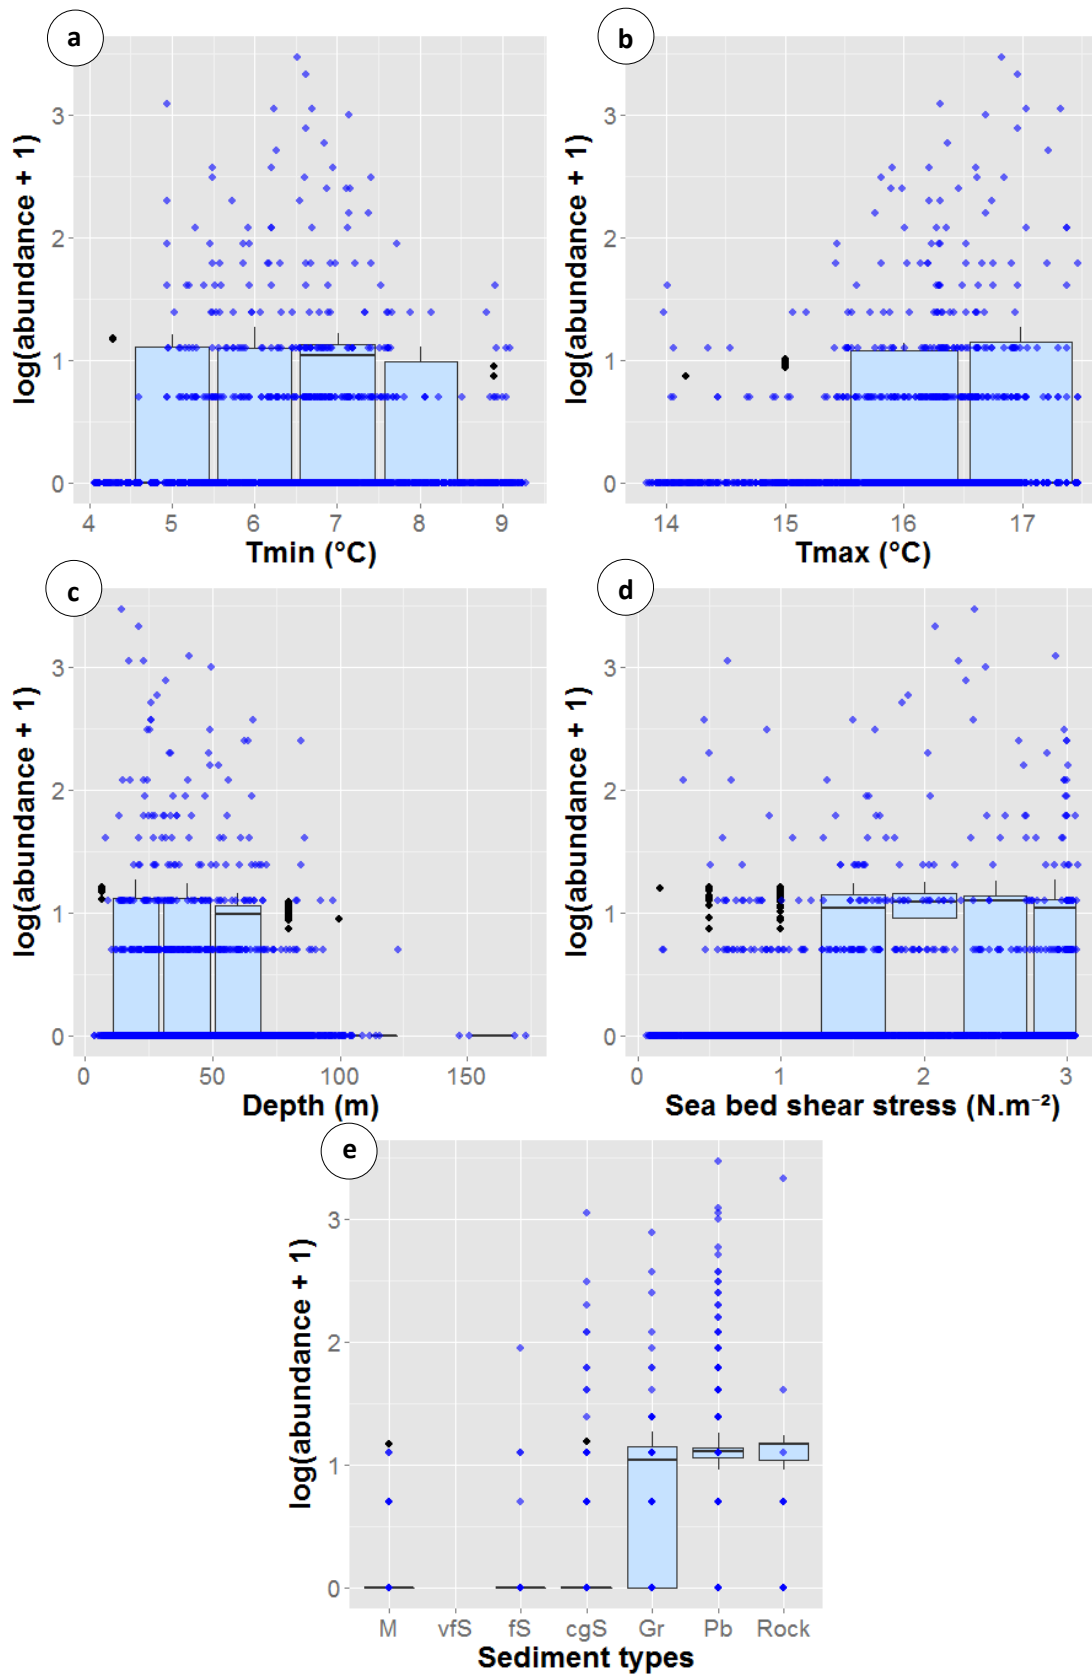 a
b
log(abundance + 1)
3
2
1
0
4 5 6 7 8 9
Tmin (°C)
log(abundance + 1)
3
2
1
0
14 15 16 17
Tmax (°C)
c
d
log(abundance + 1)
3
2
1
0
0 50 100 150
Depth (m)
log(abundance + 1)
3
2
1
0
0 1 2 3
Sea bed shear stress (N.m⁻²)
e
log(abundance + 1)
3
2
1
0
M vfS fS cgS Gr Pb Rock
Sediment types